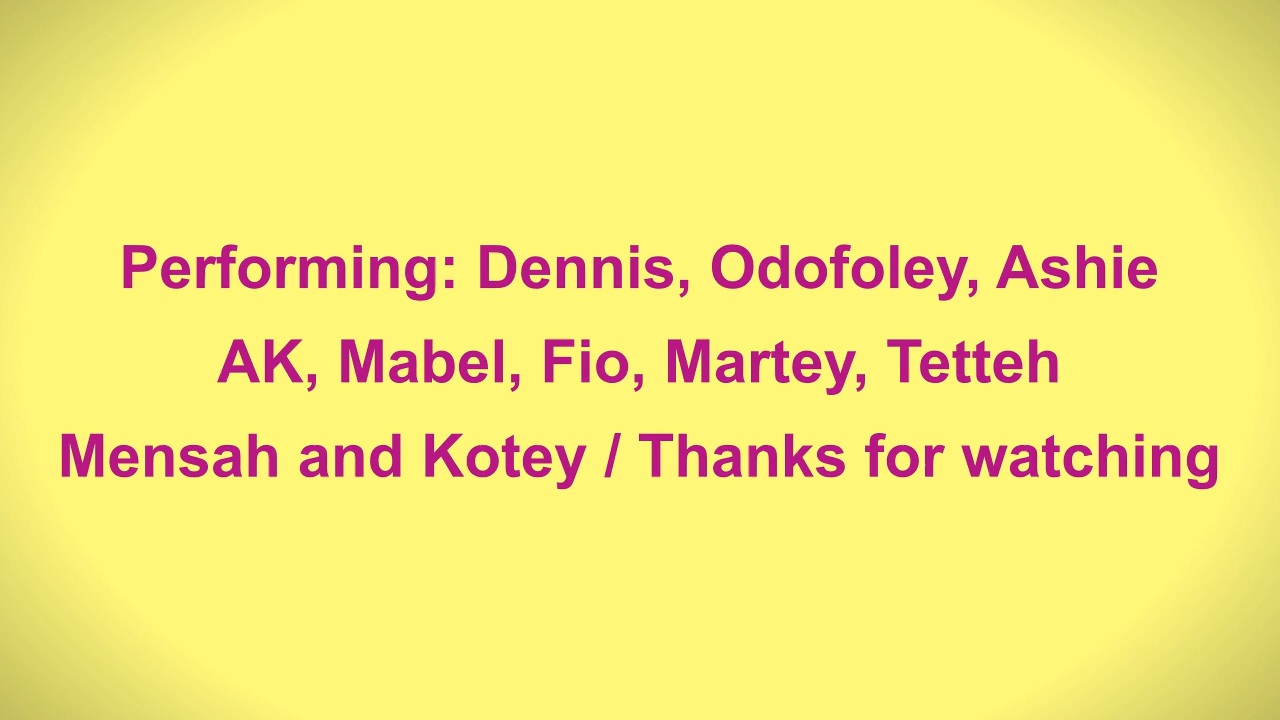 Performing: Dennis, Odofoley, Ashie
AK, Mabel, Fio, Martey, Tetteh
Mensah and Kotey / Thanks for watching